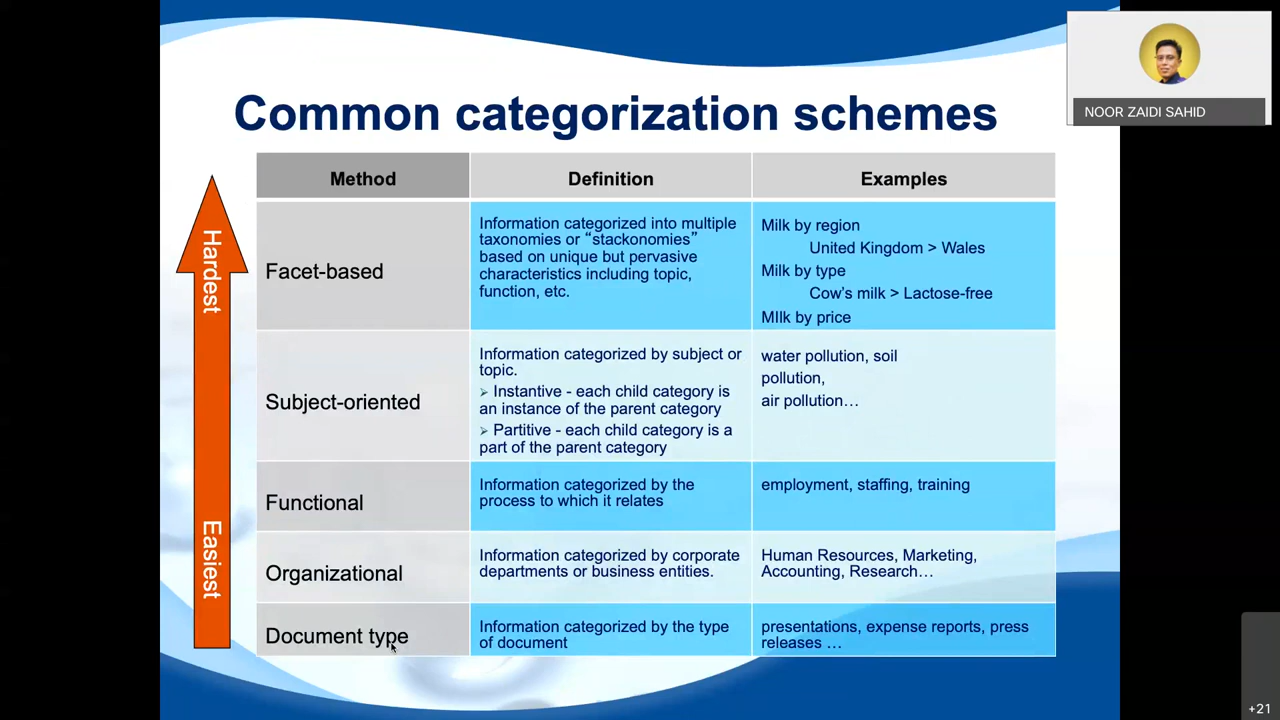 Common categorization schemes
NOOR ZAIDI SAHID
Hardest
Easiest
Method
Definition
Examples
Facet-based
Information categorized into multiple
taxonomies or “stackonomies”
based on unique but pervasive
characteristics including topic,
function, etc.
Milk by region
United Kingdom > Wales
Milk by type
Cow’s milk > Lactose-free
MIlk by price
Subject-oriented
Information categorized by subject or
topic.
➢ Instantive - each child category is
an instance of the parent category
➢ Partitive - each child category is a
part of the parent category
water pollution, soil
pollution,
air pollution…
Functional
Information categorized by the
process to which it relates
employment, staffing, training
Organizational
Information categorized by corporate
departments or business entities.
Human Resources, Marketing,
Accounting, Research…
Document type
Information categorized by the type
of document
presentations, expense reports, press
releases …
+21